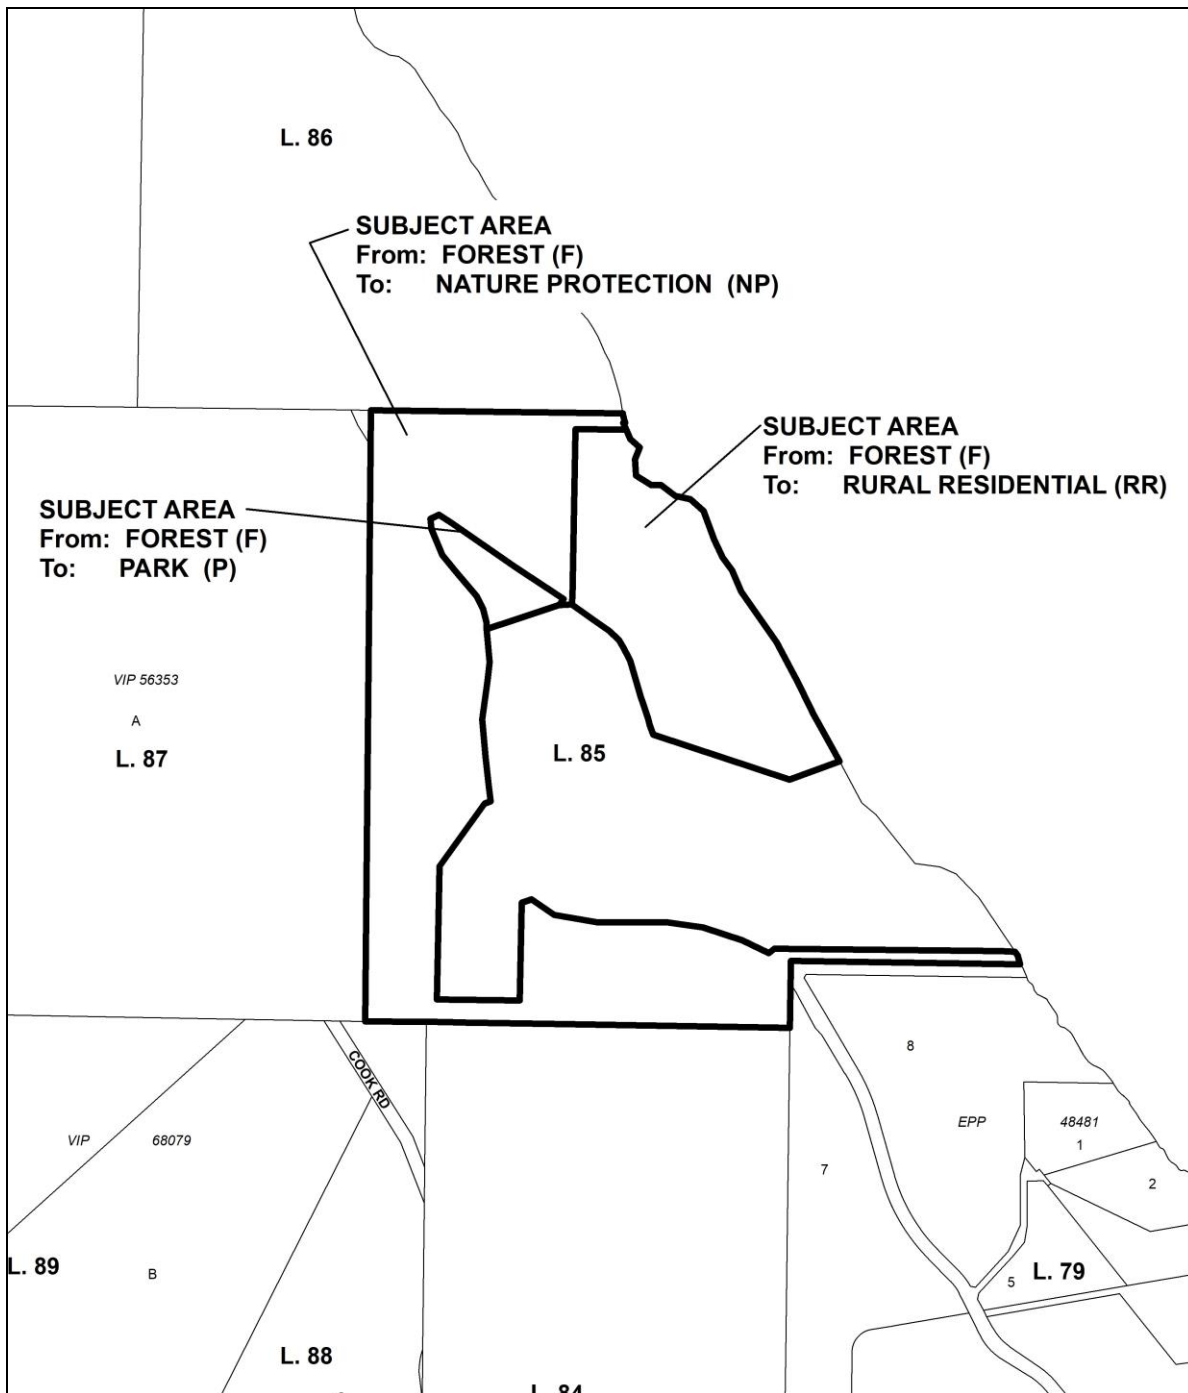 L. 86
SUBJECT AREA
From: FOREST (F)
To: NATURE PROTECTION (NP)
SUBJECT AREA
From: FOREST (F)
To: RURAL RESIDENTIAL (RR)
SUBJECT AREA
From: FOREST (F)
To: PARK (P)
VIP 56353
A
L. 87
L. 85
COOK RD
8
VIP 68079
EPP 48481
1
7
2
L. 89
B
5
L. 79
L. 88
L. 84